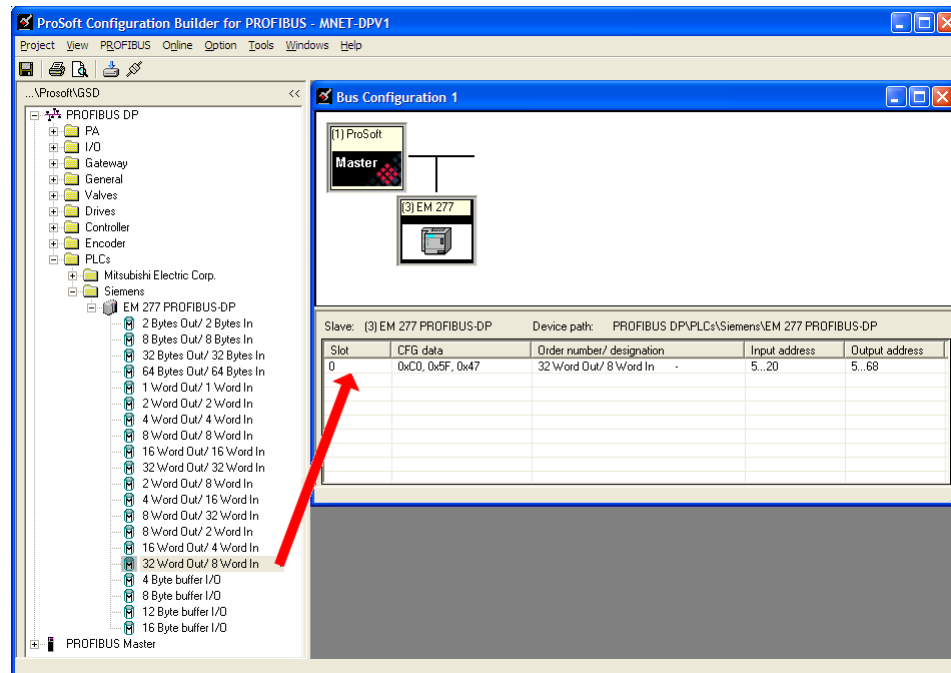 ProSoft Configuration Builder for PROFIBUS - MNET-DPV1
Project View PROFIBUS Online Option Tools Windows Help
...\Prosoft\GSD <<
PROFIBUS DP
PA
I/O
Gateway
General
Valves
Drives
Controller
Encoder
PLCs
Mitsubishi Electric Corp.
Siemens
EM 277 PROFIBUS-DP
2 Bytes Out/ 2 Bytes In
8 Bytes Out/ 8 Bytes In
32 Bytes Out/ 32 Bytes In
64 Bytes Out/ 64 Bytes In
1 Word Out/ 1 Word In
2 Word Out/ 2 Word In
4 Word Out/ 4 Word In
8 Word Out/ 8 Word In
16 Word Out/ 16 Word In
32 Word Out/ 32 Word In
2 Word Out/ 8 Word In
4 Word Out/ 16 Word In
8 Word Out/ 32 Word In
8 Word Out/ 2 Word In
16 Word Out/ 4 Word In
32 Word Out/ 8 Word In
4 Byte buffer I/O
8 Byte buffer I/O
12 Byte buffer I/O
16 Byte buffer I/O
PROFIBUS Master
Bus Configuration 1
(1) ProSoft
Master
(3) EM 277
Slave: (3) EM 277 PROFIBUS-DP Device path: PROFIBUS DP\PLCs\Siemens\EM 277 PROFIBUS-DP
Slot CFG data Order number/ designation Input address Output address
0 0xC0, 0x5F, 0x47 32 Word Out/ 8 Word In - 5...20 5...68